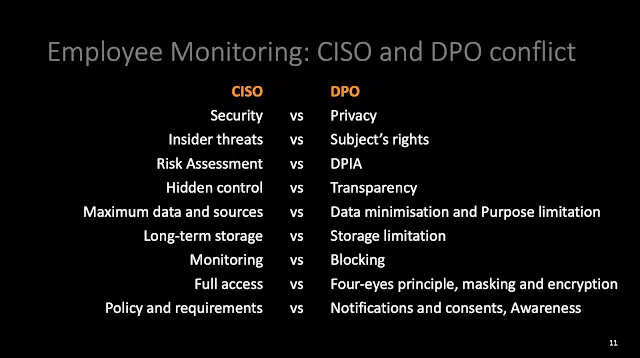 Employee Monitoring: CISO and DPO conflict
CISO DPO
Security vs Privacy
Insider threats vs Subject’s rights
Risk Assessment vs DPIA
Hidden control vs Transparency
Maximum data and sources vs Data minimisation and Purpose limitation
Long-term storage vs Storage limitation
Monitoring vs Blocking
Full access vs Four-eyes principle, masking and encryption
Policy and requirements vs Notifications and consents, Awareness
11